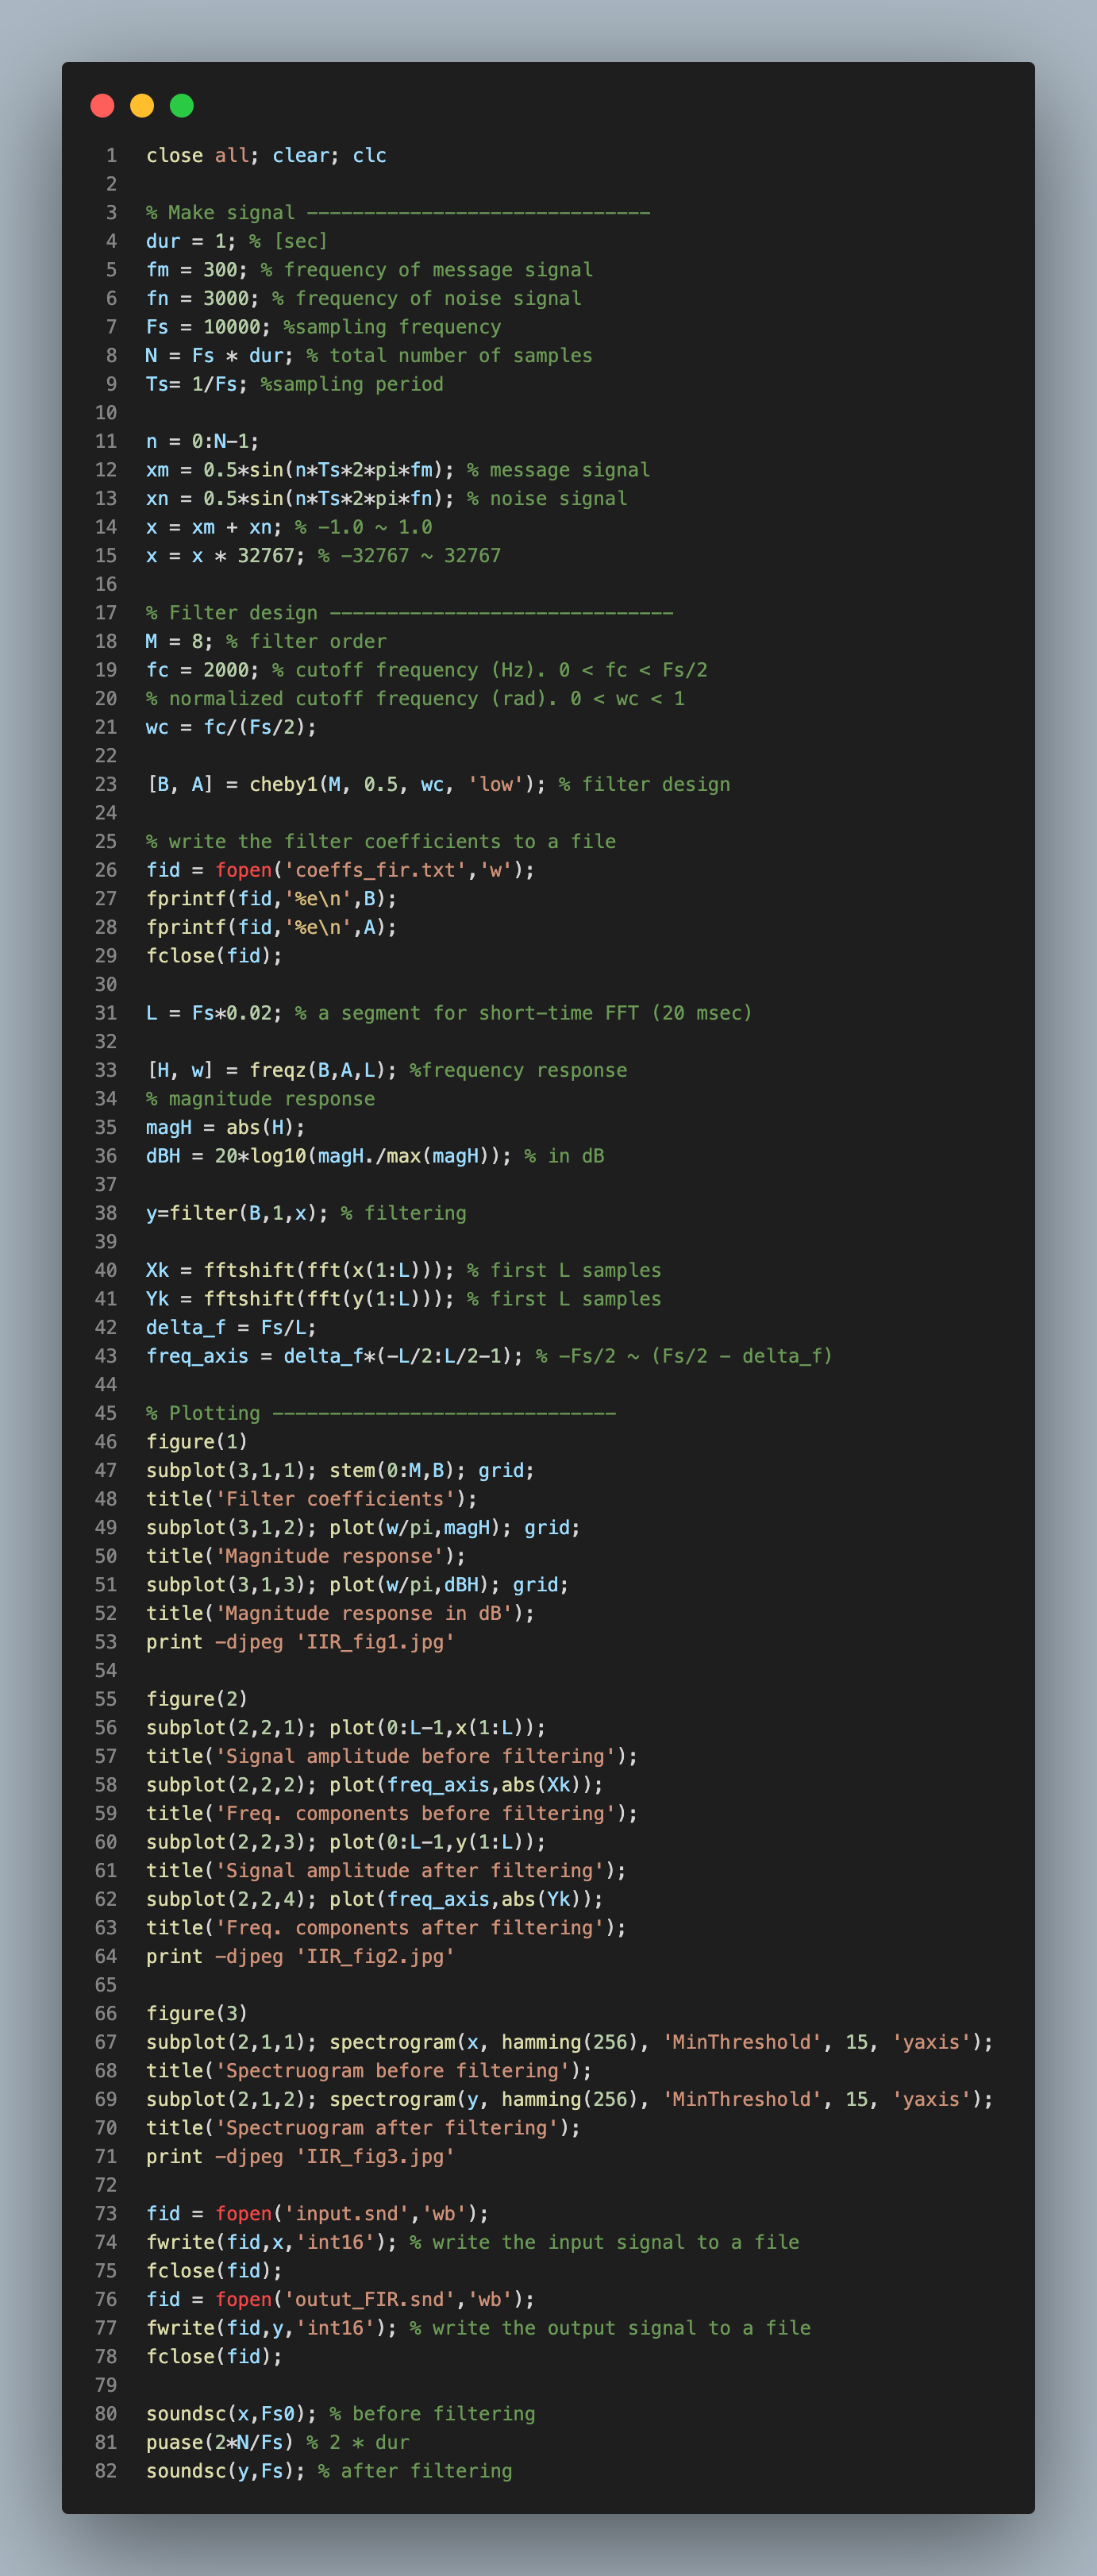 1 close all; clear; clc
2
3 % Make signal ------------------------------
4 dur = 1; % [sec]
5 fm = 300; % frequency of message signal
6 fn = 3000; % frequency of noise signal
7 Fs = 10000; %sampling frequency
8 N = Fs * dur; % total number of samples
9 Ts= 1/Fs; %sampling period
10
11 n = 0:N-1;
12 xm = 0.5*sin(n*Ts*2*pi*fm); % message signal
13 xn = 0.5*sin(n*Ts*2*pi*fn); % noise signal
14 x = xm + xn; % -1.0 ~ 1.0
15 x = x * 32767; % -32767 ~ 32767
16
17 % Filter design ------------------------------
18 M = 8; % filter order
19 fc = 2000; % cutoff frequency (Hz). 0 < fc < Fs/2
20 % normalized cutoff frequency (rad). 0 < wc < 1
21 wc = fc/(Fs/2);
22
23 [B, A] = cheby1(M, 0.5, wc, 'low'); % filter design
24
25 % write the filter coefficients to a file
26 fid = fopen('coeffs_fir.txt','w');
27 fprintf(fid,'%e\n',B);
28 fprintf(fid,'%e\n',A);
29 fclose(fid);
30
31 L = Fs*0.02; % a segment for short-time FFT (20 msec)
32
33 [H, w] = freqz(B,A,L); %frequency response
34 % magnitude response
35 magH = abs(H);
36 dBH = 20*log10(magH./max(magH)); % in dB
37
38 y=filter(B,1,x); % filtering
39
40 Xk = fftshift(fft(x(1:L))); % first L samples
41 Yk = fftshift(fft(y(1:L))); % first L samples
42 delta_f = Fs/L;
43 freq_axis = delta_f*(-L/2:L/2-1); % -Fs/2 ~ (Fs/2 - delta_f)
44
45 % Plotting ------------------------------
46 figure(1)
47 subplot(3,1,1); stem(0:M,B); grid;
48 title('Filter coefficients');
49 subplot(3,1,2); plot(w/pi,magH); grid;
50 title('Magnitude response');
51 subplot(3,1,3); plot(w/pi,dBH); grid;
52 title('Magnitude response in dB');
53 print -djpeg 'IIR_fig1.jpg'
54
55 figure(2)
56 subplot(2,2,1); plot(0:L-1,x(1:L));
57 title('Signal amplitude before filtering');
58 subplot(2,2,2); plot(freq_axis,abs(Xk));
59 title('Freq. components before filtering');
60 subplot(2,2,3); plot(0:L-1,y(1:L));
61 title('Signal amplitude after filtering');
62 subplot(2,2,4); plot(freq_axis,abs(Yk));
63 title('Freq. components after filtering');
64 print -djpeg 'IIR_fig2.jpg'
65
66 figure(3)
67 subplot(2,1,1); spectrogram(x, hamming(256), 'MinThreshold', 15, 'yaxis');
68 title('Spectruogram before filtering');
69 subplot(2,1,2); spectrogram(y, hamming(256), 'MinThreshold', 15, 'yaxis');
70 title('Spectruogram after filtering');
71 print -djpeg 'IIR_fig3.jpg'
72
73 fid = fopen('input.snd','wb');
74 fwrite(fid,x,'int16'); % write the input signal to a file
75 fclose(fid);
76 fid = fopen('outut_FIR.snd','wb');
77 fwrite(fid,y,'int16'); % write the output signal to a file
78 fclose(fid);
79
80 soundsc(x,Fs0); % before filtering
81 puase(2*N/Fs) % 2 * dur
82 soundsc(y,Fs); % after filtering